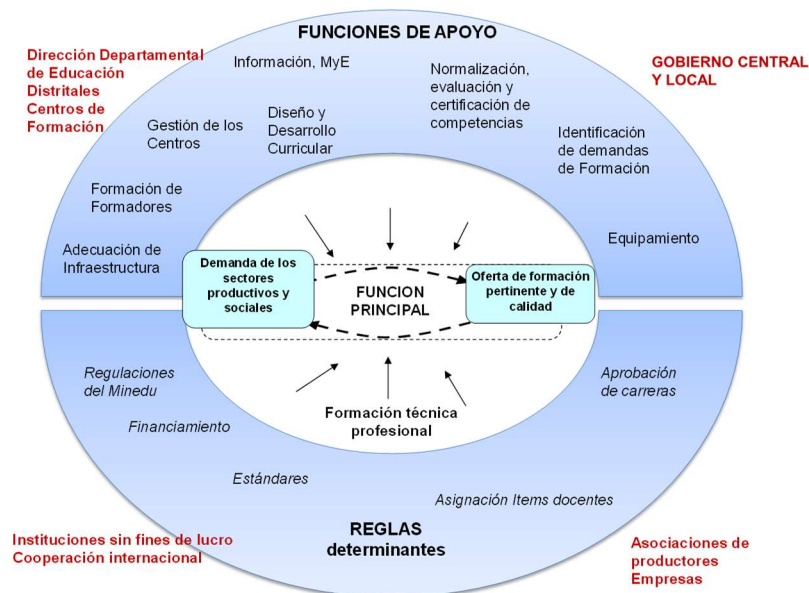 FUNCIONES DE APOYO
Dirección Departamental
de Educación
Distritales
Centros de
Formación
GOBIERNO CENTRAL
Y LOCAL
Información, MyE
Normalización,
evaluación y
certificación de
competencias
Gestión de los
Centros
Diseño y
Desarrollo
Curricular
Identificación
de demandas
de Formación
Formación de
Formadores
Adecuación de
Infraestructura
Equipamiento
Demanda de los
sectores
productivos y
sociales
FUNCION
PRINCIPAL
Oferta de formación
pertinente y de
calidad
Regulaciones
del Minedu
Aprobación
de carreras
Financiamiento
Formación técnica
profesional
Estándares
Asignación Items docentes
REGLAS
determinantes
Instituciones sin fines de lucro
Cooperación internacional
Asociaciones de
productores
Empresas